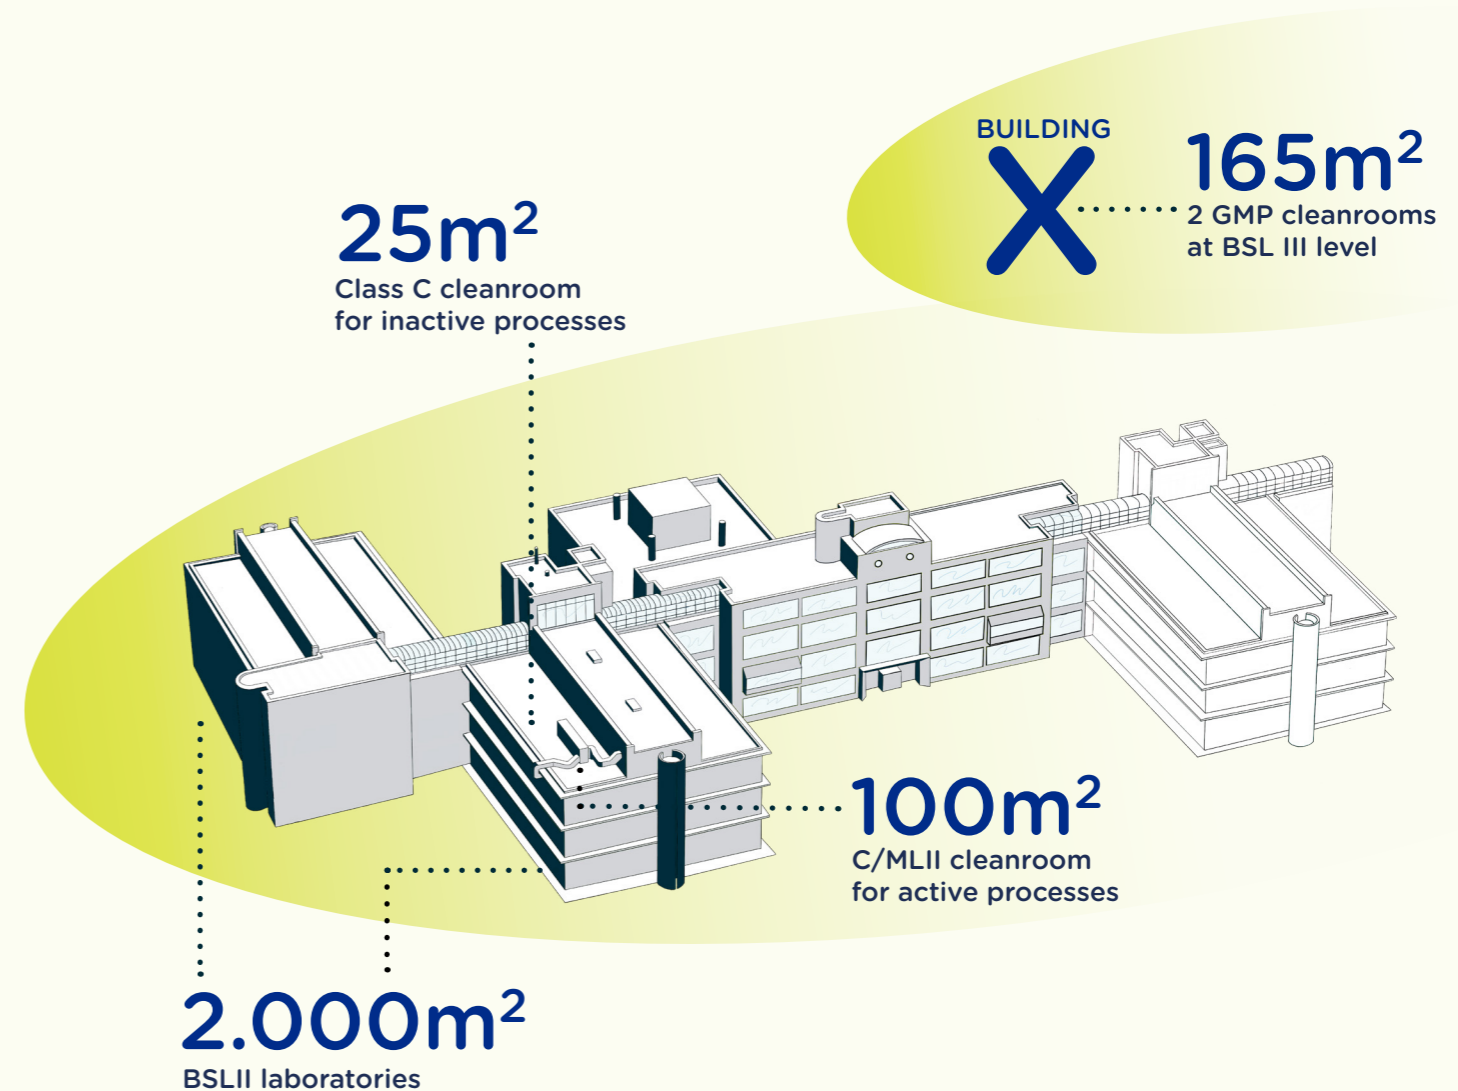 BUILDING
X
165m²
2 GMP cleanrooms
at BSL III level
25m²
Class C cleanroom
for inactive processes
100m²
C/MLII cleanroom
for active processes
2.000m²
BSLII laboratories